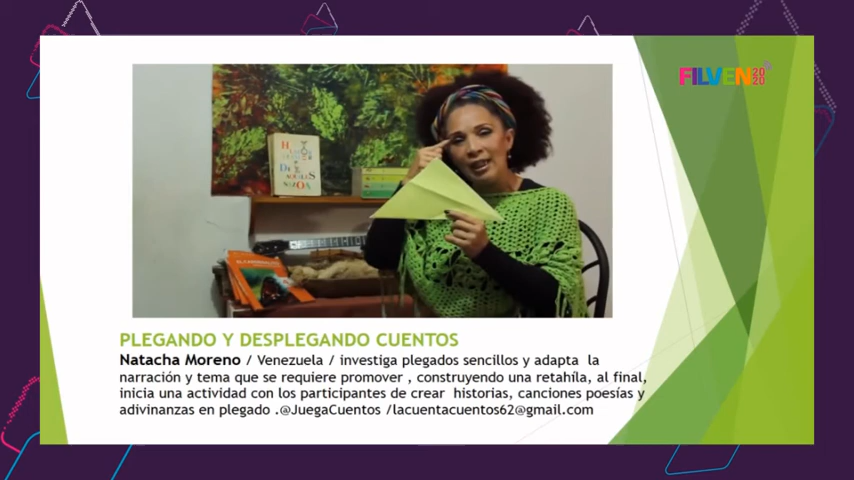 FILVEN 2020
PLEGANDO Y DESPLEGANDO CUENTOS
Natacha Moreno / Venezuela / investiga plegados sencillos y adapta la
narración y tema que se requiere promover , construyendo una retahíla, al final,
inicia una actividad con los participantes de crear historias, canciones poesías y
adivinanzas en plegado .@JuegaCuentos /lacuentacuentos62@gmail.com